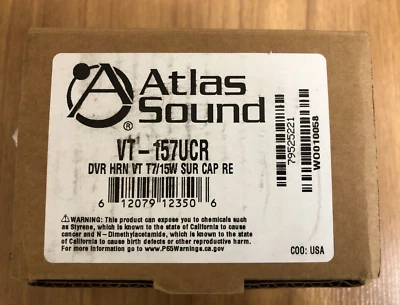 Atlas
Sound
®
VT-157UCR
DVR HRN VT T7/15W SUR CAP RE
6 12079 12350 6
79525221
WO010058
⚠WARNING: This product can expose you to chemicals such
as Styrene, which is known to the state of California to cause
cancer and N - Dimethylacetamide, which is known to the state
of California to cause birth defects or other reproductive harm.
For more information go to www.P65Warnings.ca.gov
COO: USA